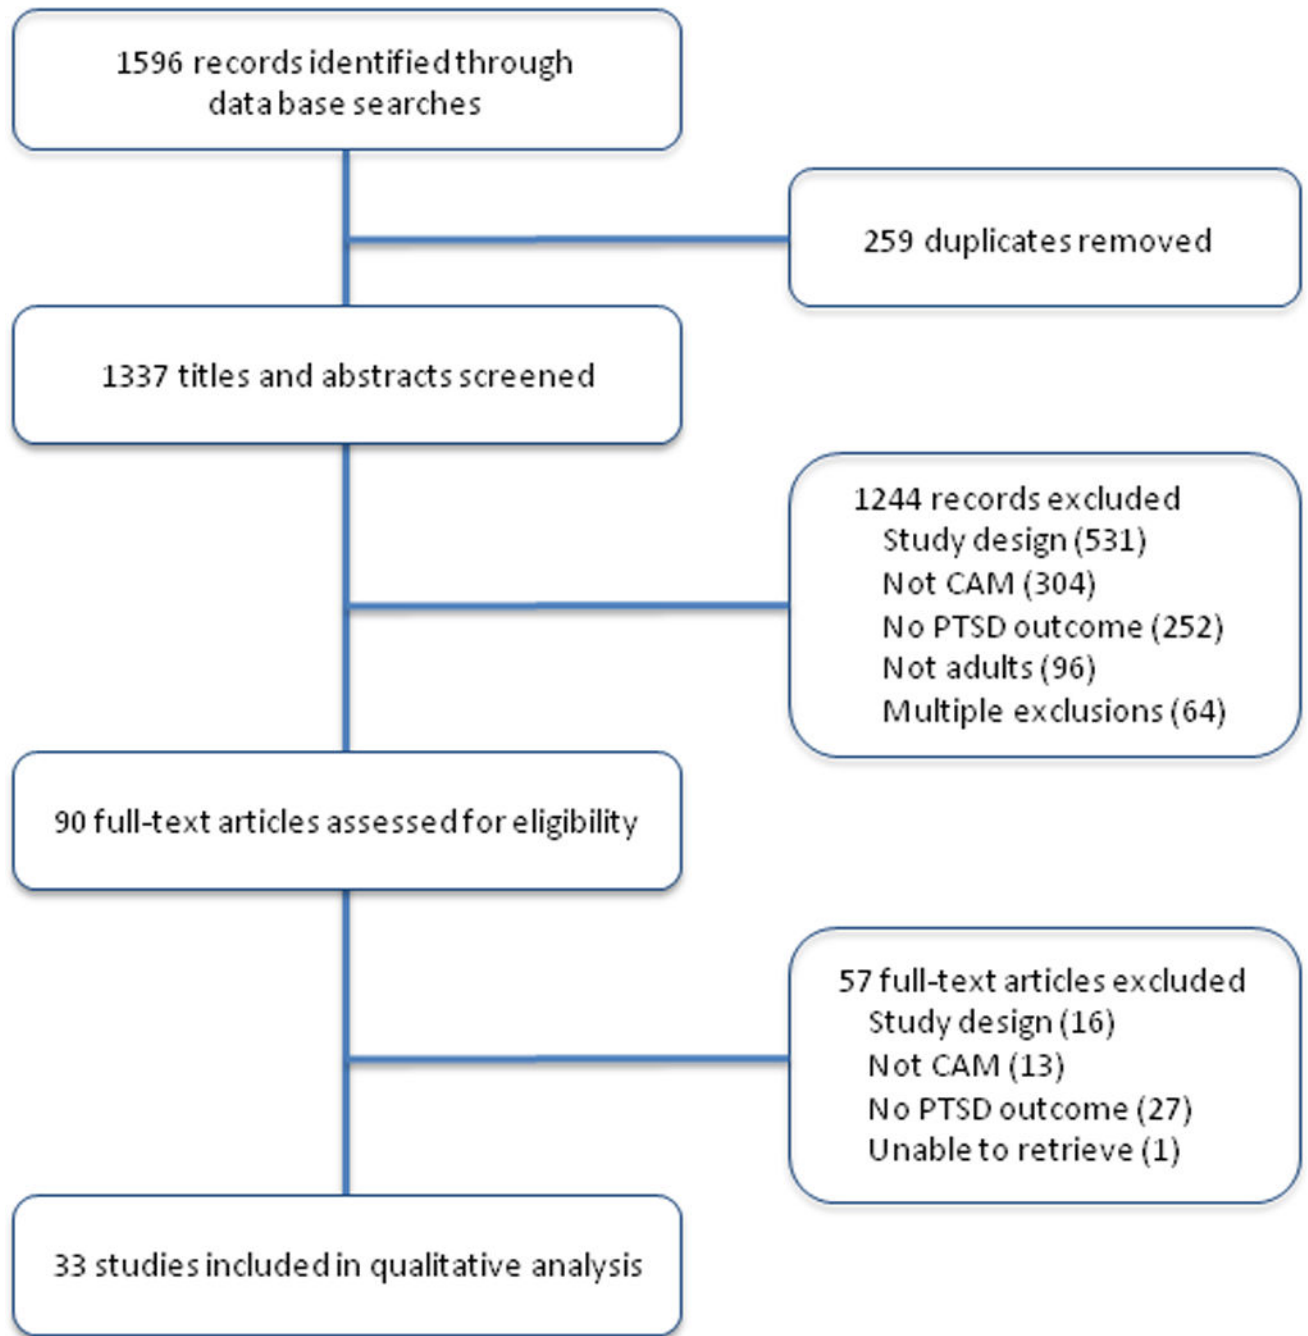 1596 records identified through
data base searches
259 duplicates removed
1337 titles and abstracts screened
1244 records excluded
Study design (531)
Not CAM (304)
No PTSD outcome (252)
Not adults (96)
Multiple exclusions (64)
90 full-text articles assessed for eligibility
57 full-text articles excluded
Study design (16)
Not CAM (13)
No PTSD outcome (27)
Unable to retrieve (1)
33 studies included in qualitative analysis